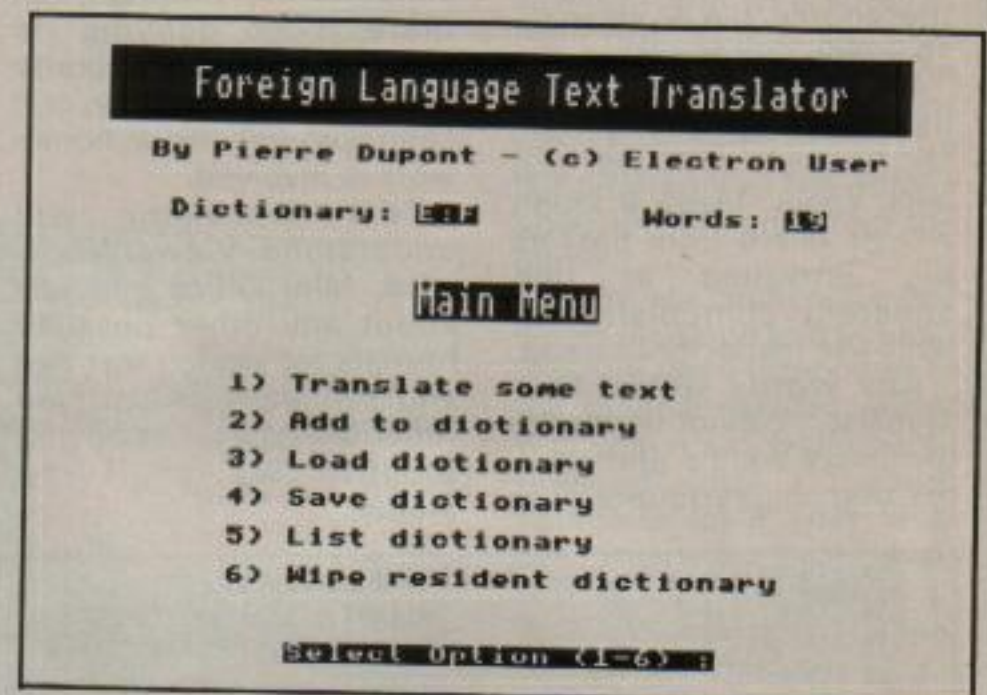 Foreign Language Text Translator
By Pierre Dupont - (c) Electron User
Dictionary: Words:
Main Menu
1) Translate some text
2) Add to dictionary
3) Load dictionary
4) Save dictionary
5) List dictionary
6) Wipe resident dictionary
Select Option (1-6) :